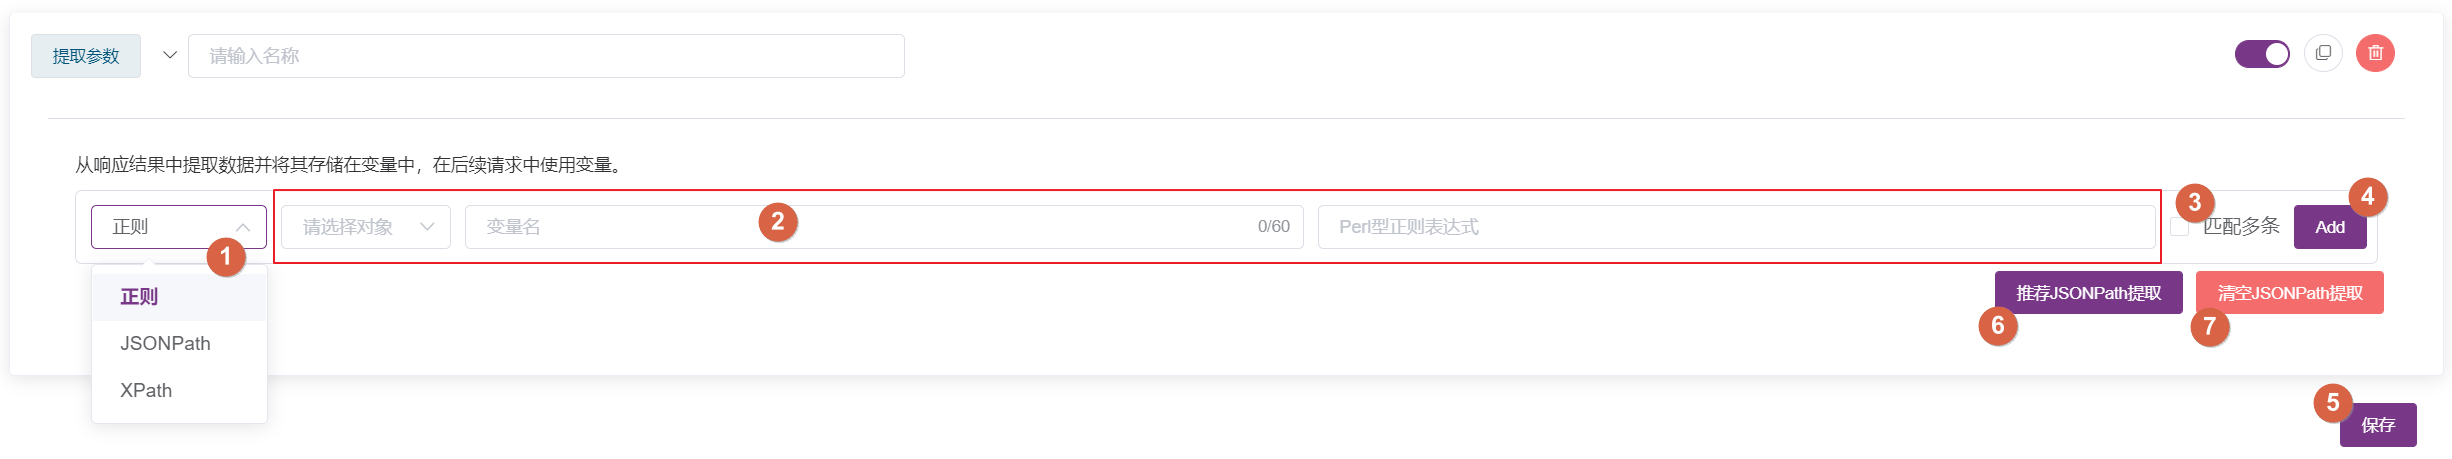 提取参数 请输入名称
从响应结果中提取数据并将其存储在变量中，在后续请求中使用变量。
正则 请选择对象 变量名 2 0/60 Perl型正则表达式 3 匹配多条 4 Add
1
正则
JSONPath
XPath
推荐JSONPath提取 清空JSONPath提取
6 7
5
保存